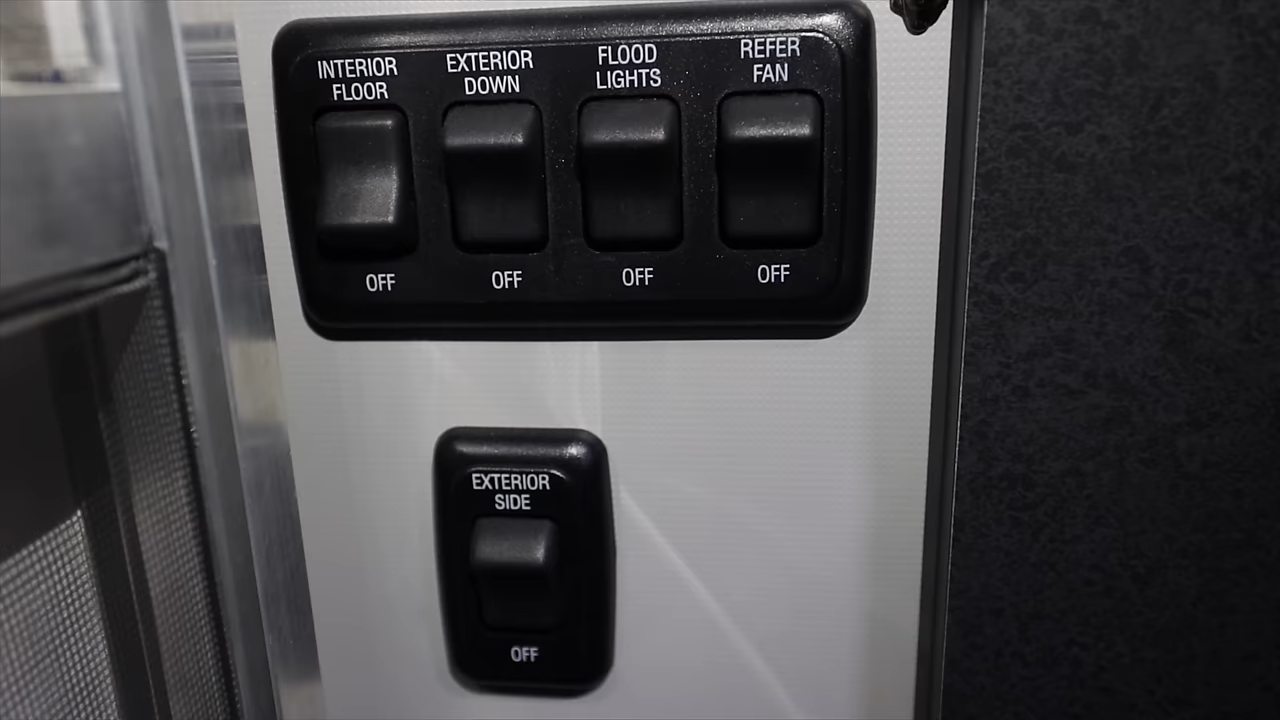 INTERIOR
FLOOR
EXTERIOR
DOWN
FLOOD
LIGHTS
REFER
FAN
OFF
OFF
OFF
OFF
EXTERIOR
SIDE
OFF